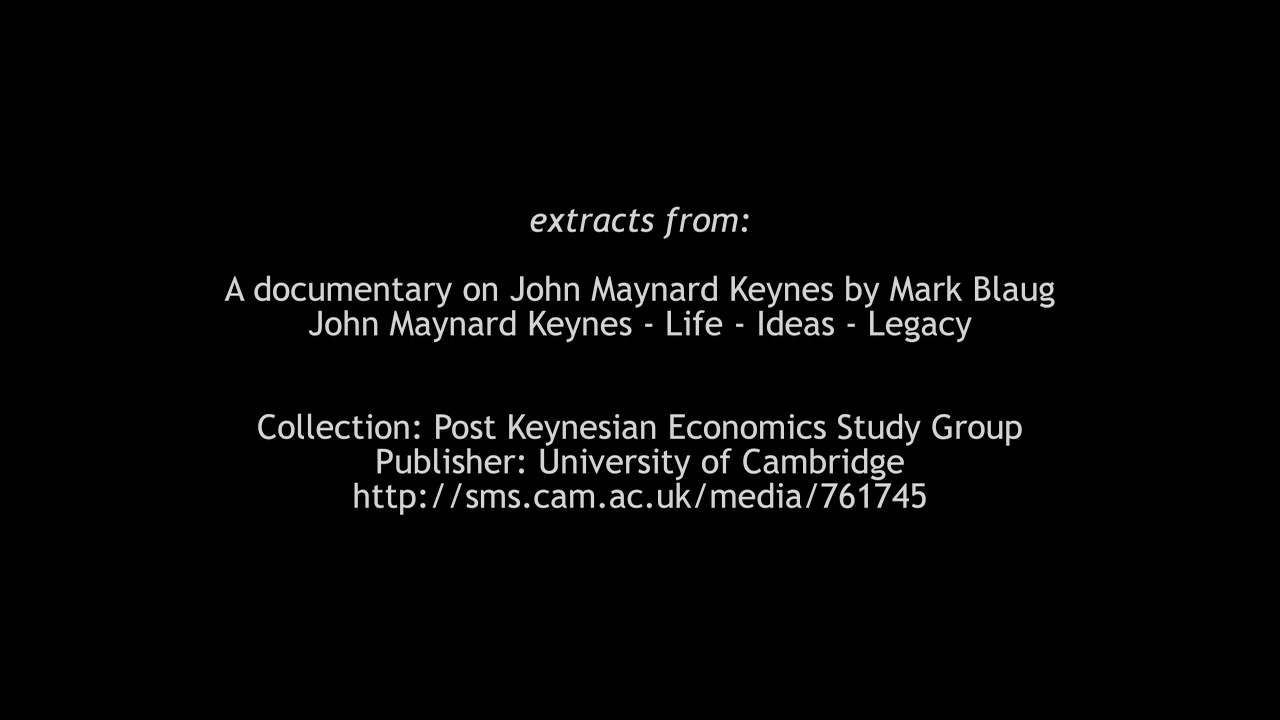 extracts from:
A documentary on John Maynard Keynes by Mark Blaug
John Maynard Keynes - Life - Ideas - Legacy
Collection: Post Keynesian Economics Study Group
Publisher: University of Cambridge
http://sms.cam.ac.uk/media/761745